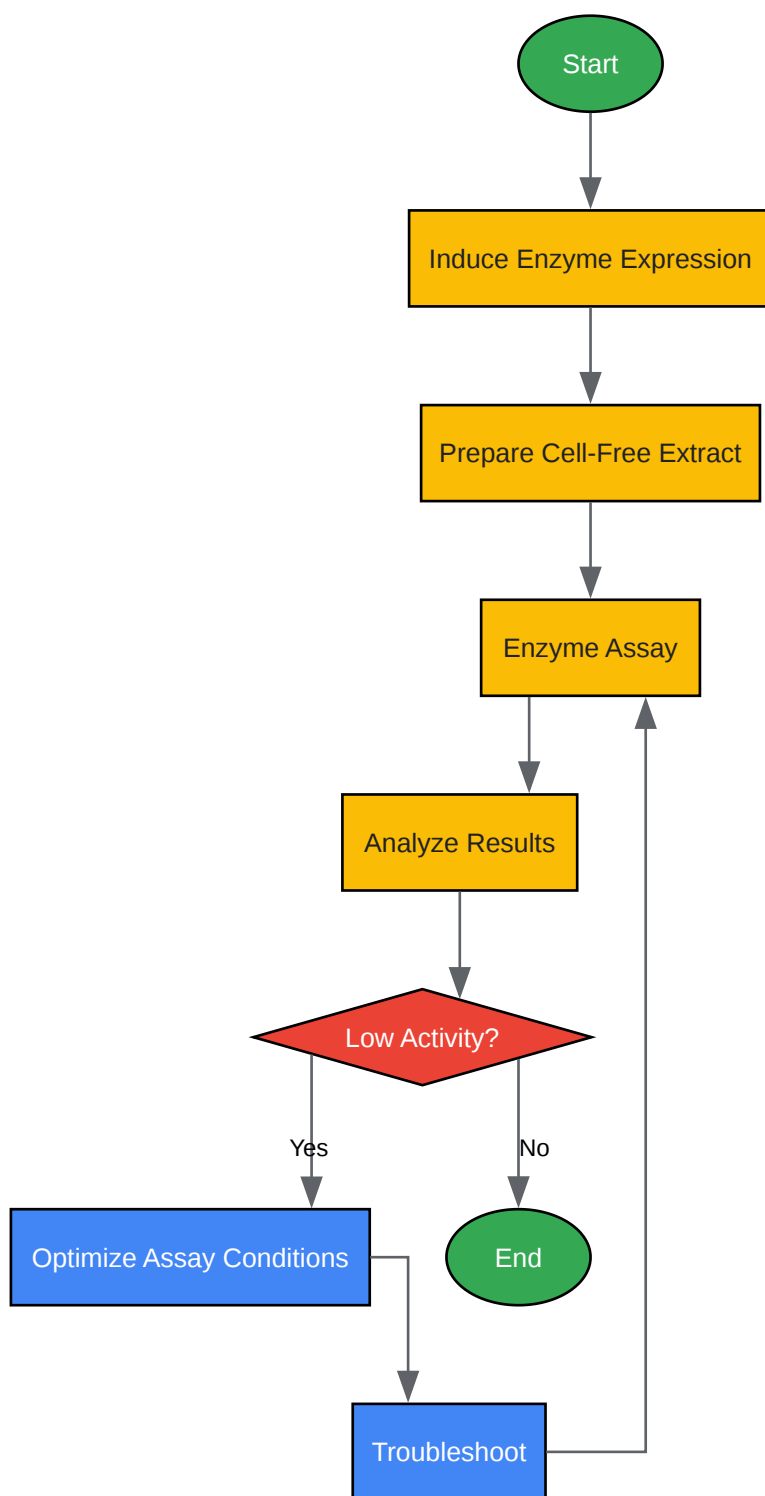 Start
Induce Enzyme Expression
Prepare Cell-Free Extract
Enzyme Assay
Analyze Results
Low Activity?
Yes
No
Optimize Assay Conditions
End
Troubleshoot